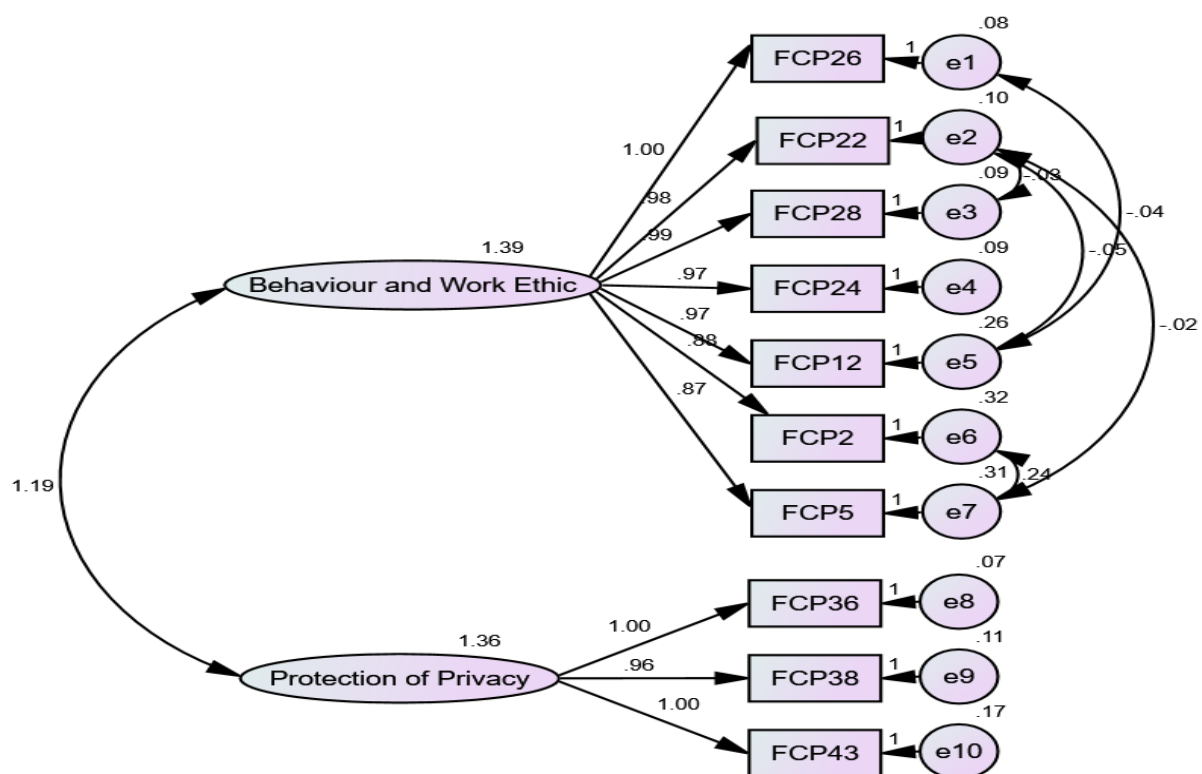 .08
FCP26
1
e1
.10
1.00
FCP22
1
e2
.98
.09
-.03
FCP28
1
e3
-.04
.99
1.39
.09
-.05
Behaviour and Work Ethic
.97
FCP24
1
e4
.97
.26
-.02
.88
FCP12
1
e5
.87
.32
FCP2
1
e6
.31
.24
1.19
FCP5
1
e7
.07
1.00
FCP36
1
e8
1.36
.11
Protection of Privacy
.96
FCP38
1
e9
1.00
.17
FCP43
1
e10